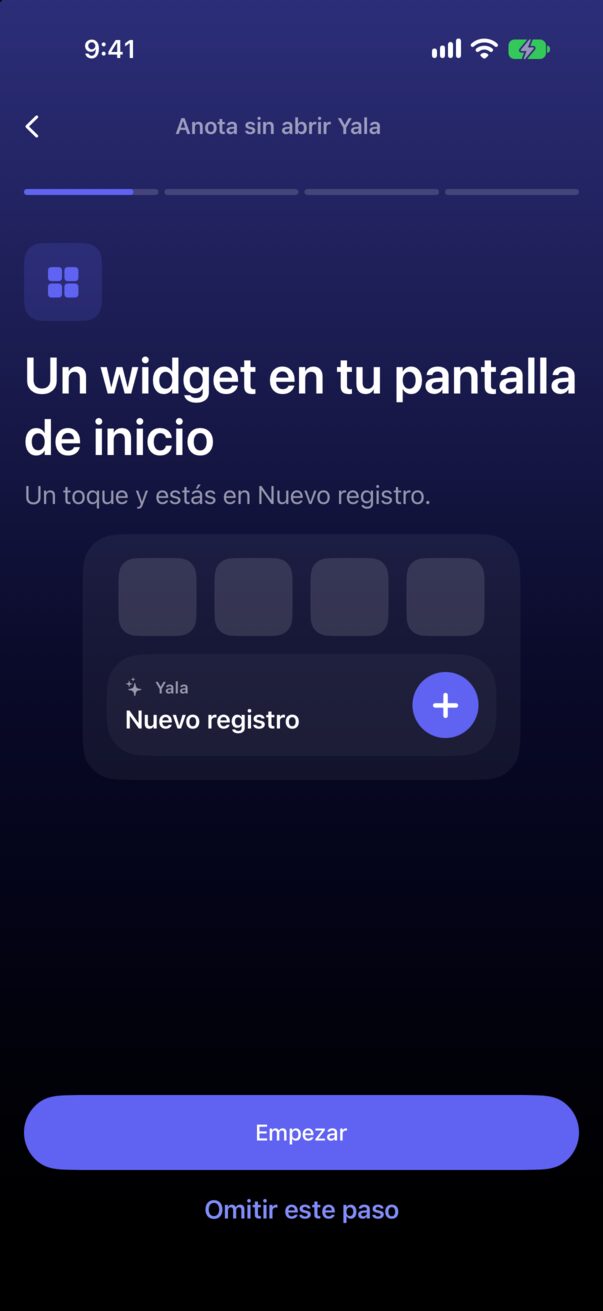 9:41
Anota sin abrir Yala
Un widget en tu pantalla
de inicio
Un toque y estás en Nuevo registro.
Yala
Nuevo registro
Empezar
Omitir este paso